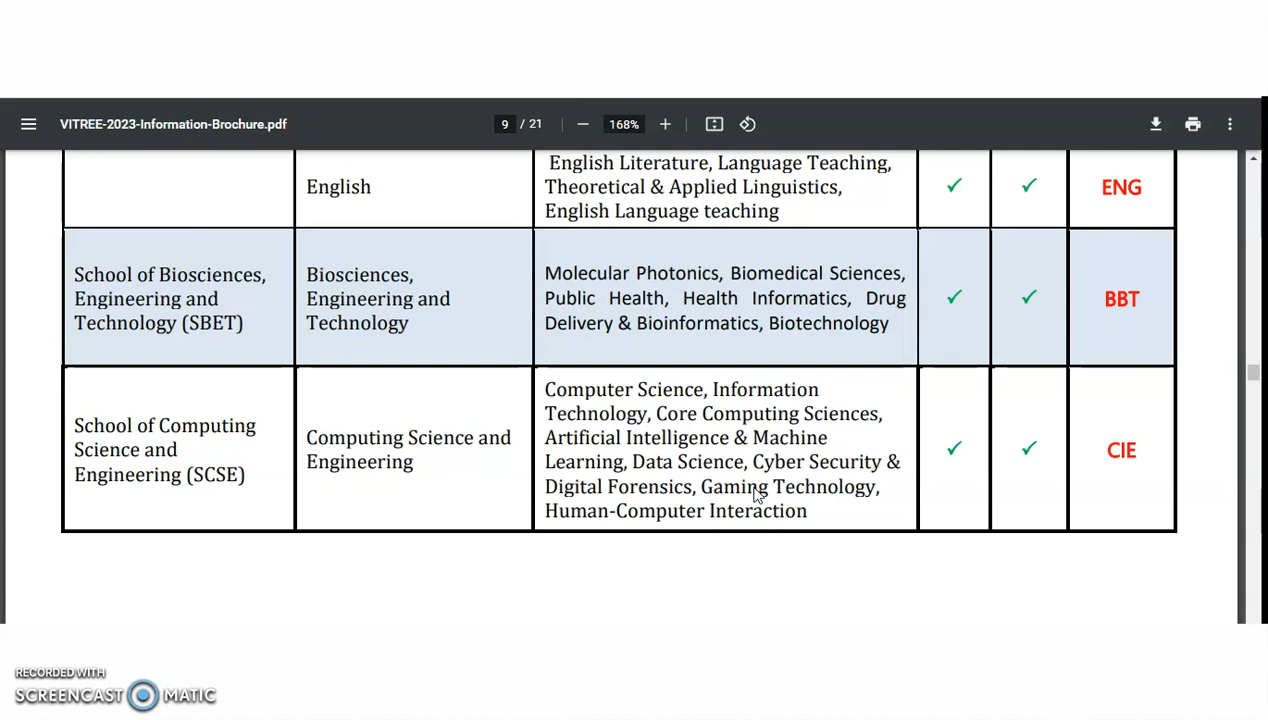 VITREE-2023-Information-Brochure.pdf
9 / 21
168%
English
English Literature, Language Teaching,
Theoretical & Applied Linguistics,
English Language teaching
✓
✓
ENG
School of Biosciences,
Engineering and
Technology (SBET)
Biosciences,
Engineering and
Technology
Molecular Photonics, Biomedical Sciences,
Public Health, Health Informatics, Drug
Delivery & Bioinformatics, Biotechnology
✓
✓
BBT
School of Computing
Science and
Engineering (SCSE)
Computing Science and
Engineering
Computer Science, Information
Technology, Core Computing Sciences,
Artificial Intelligence & Machine
Learning, Data Science, Cyber Security &
Digital Forensics, Gaming Technology,
Human-Computer Interaction
✓
✓
CIE
RECORDED WITH
SCREENCAST MATIC